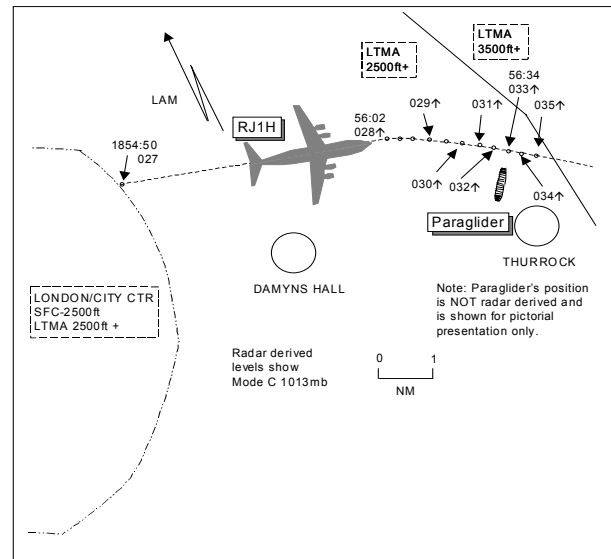 LTMA
3500ft+
LTMA
2500ft+
LAM
RJ1H
56:34
033↑
56:02
028↑
029↑
031↑
035↑
1854:50
027
030↑
032↑
034↑
Paraglider
THURROCK
DAMYNS HALL
LONDON/CITY CTR
SFC-2500ft
LTMA 2500ft +
Note: Paraglider's position
is NOT radar derived and
is shown for pictorial
presentation only.
Radar derived
levels show
Mode C 1013mb
0 1
NM